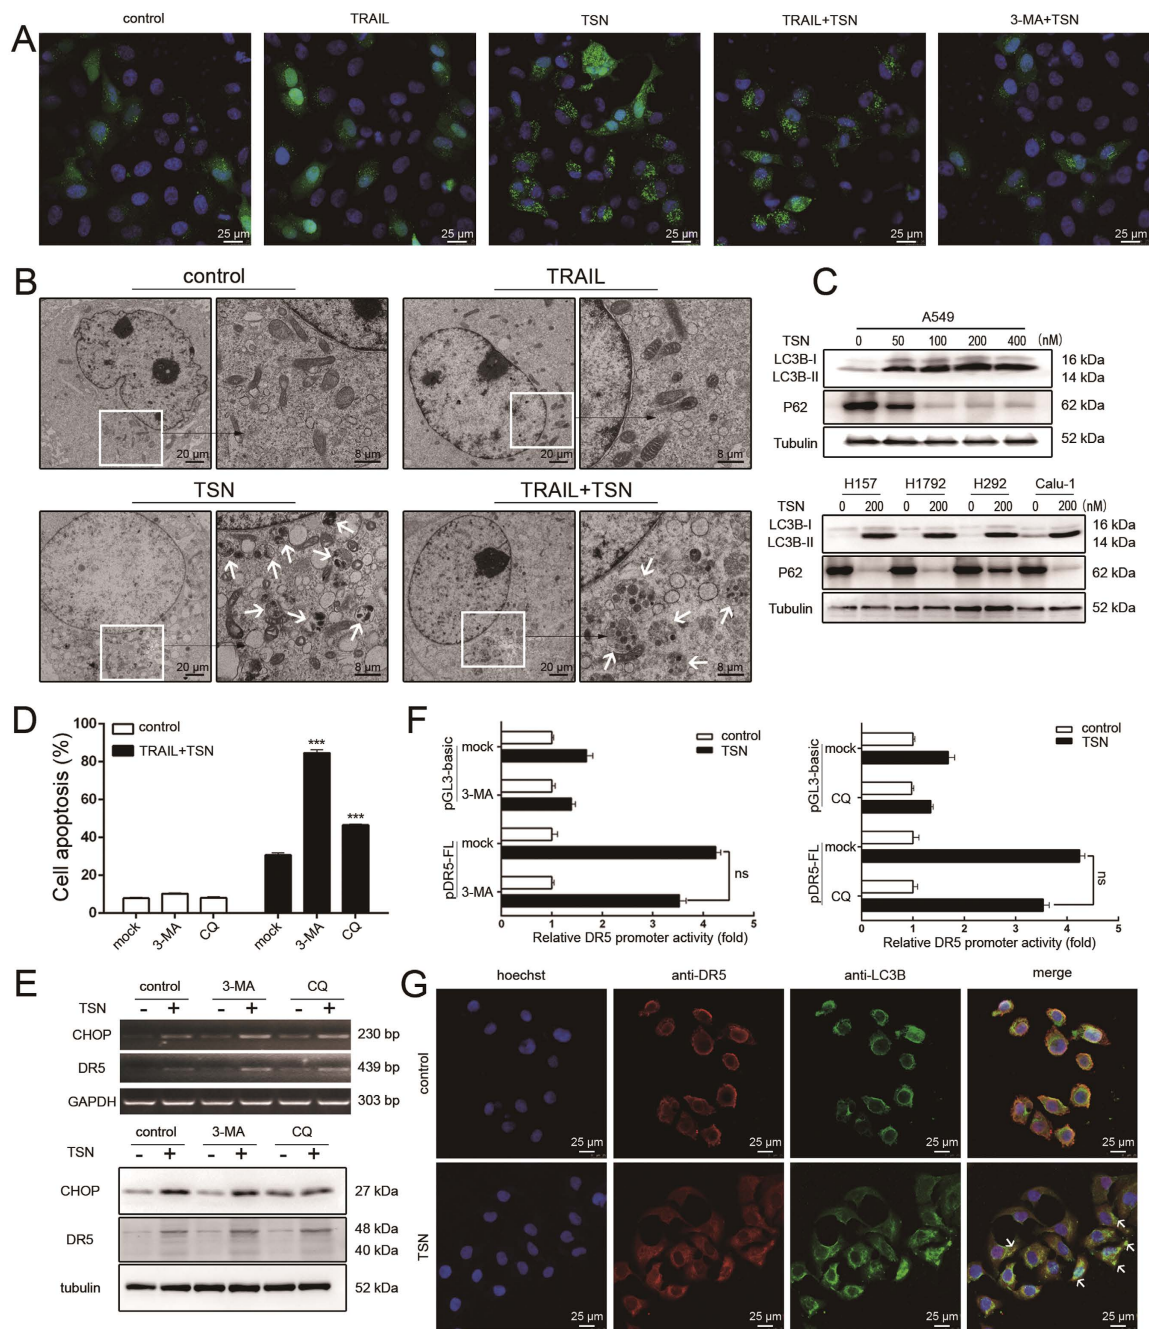 A
control TRAIL TSN TRAIL+TSN 3-MA+TSN
25 μm 25 μm 25 μm 25 μm 25 μm
B
control TRAIL
20 μm 8 μm 20 μm 8 μm
TSN TRAIL+TSN
20 μm 8 μm 20 μm 8 μm
C
A549
TSN 0 50 100 200 400 (nM)
LC3B-I 16 kDa
LC3B-II 14 kDa
P62 62 kDa
Tubulin 52 kDa
H157 H1792 H292 Calu-1
TSN 0 200 0 200 0 200 0 200 (nM)
LC3B-I 16 kDa
LC3B-II 14 kDa
P62 62 kDa
Tubulin 52 kDa
D
control
TRAIL+TSN
Cell apoptosis (%)
100
80
60
40
20
0
*** ***
mock 3-MA CQ mock 3-MA CQ
F
control
TSN
pGL3-basic
mock
3-MA
pDR5-FL
mock
3-MA
ns
0 1 2 3 4 5
Relative DR5 promoter activity (fold)
control
TSN
pGL3-basic
mock
CQ
pDR5-FL
mock
CQ
ns
0 1 2 3 4 5
Relative DR5 promoter activity (fold)
E
control 3-MA CQ
TSN - + - + - +
CHOP 230 bp
DR5 439 bp
GAPDH 303 bp
control 3-MA CQ
TSN - + - + - +
CHOP 27 kDa
DR5 48 kDa
40 kDa
tubulin 52 kDa
G
hoechst anti-DR5 anti-LC3B merge
control
25 μm 25 μm 25 μm 25 μm
TSN
25 μm 25 μm 25 μm 25 μm